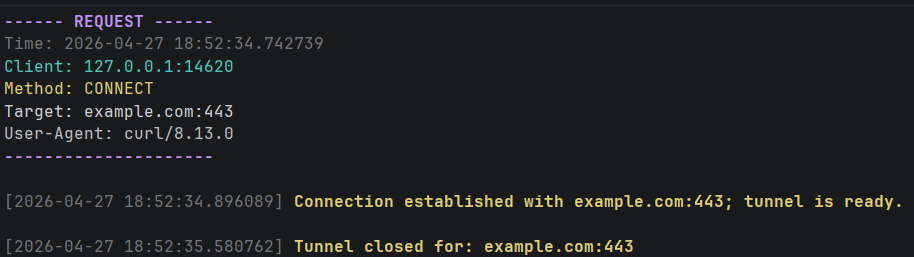 ------ REQUEST ------
Time: 2026-04-27 18:52:34.742739
Client: 127.0.0.1:14620
Method: CONNECT
Target: example.com:443
User-Agent: curl/8.13.0
---------------------
[2026-04-27 18:52:34.896089] Connection established with example.com:443; tunnel is ready.
[2026-04-27 18:52:35.580762] Tunnel closed for: example.com:443